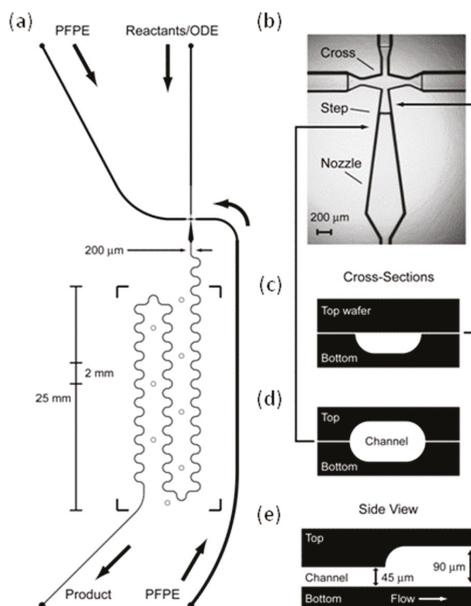 (a)
PFPE
Reactants/ODE
200 µm
2 mm
25 mm
Product
PFPE
(b)
Cross
Step
Nozzle
200 µm
Cross-Sections
(c)
Top wafer
Bottom
(d)
Top
Channel
Bottom
Side View
(e)
Top
Channel
45 µm
90 µm
Bottom
Flow